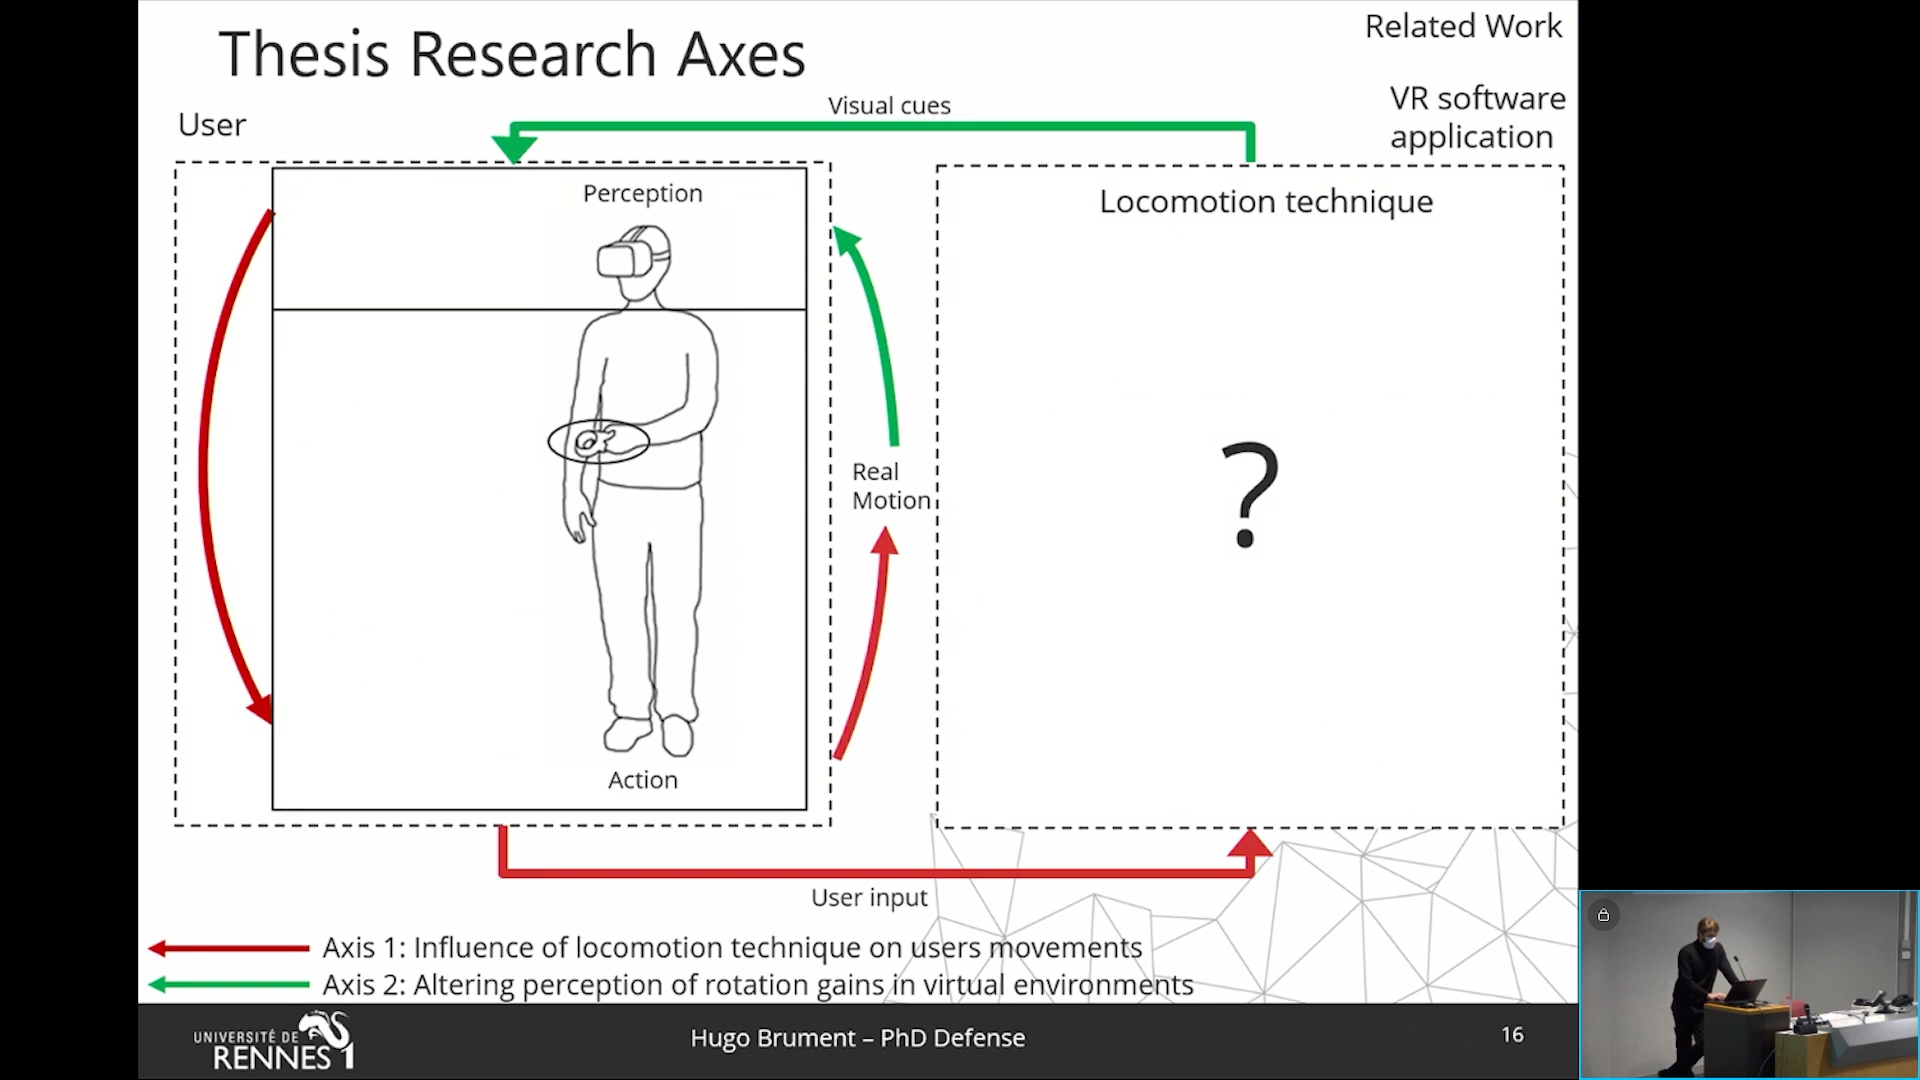 Thesis Research Axes
Related Work
User
Visual cues
VR software
application
Perception
Locomotion technique
?
Real
Motion
Action
User input
Axis 1: Influence of locomotion technique on users movements
Axis 2: Altering perception of rotation gains in virtual environments
UNIVERSITÉ DE
RENNES 1
Hugo Brument – PhD Defense
16